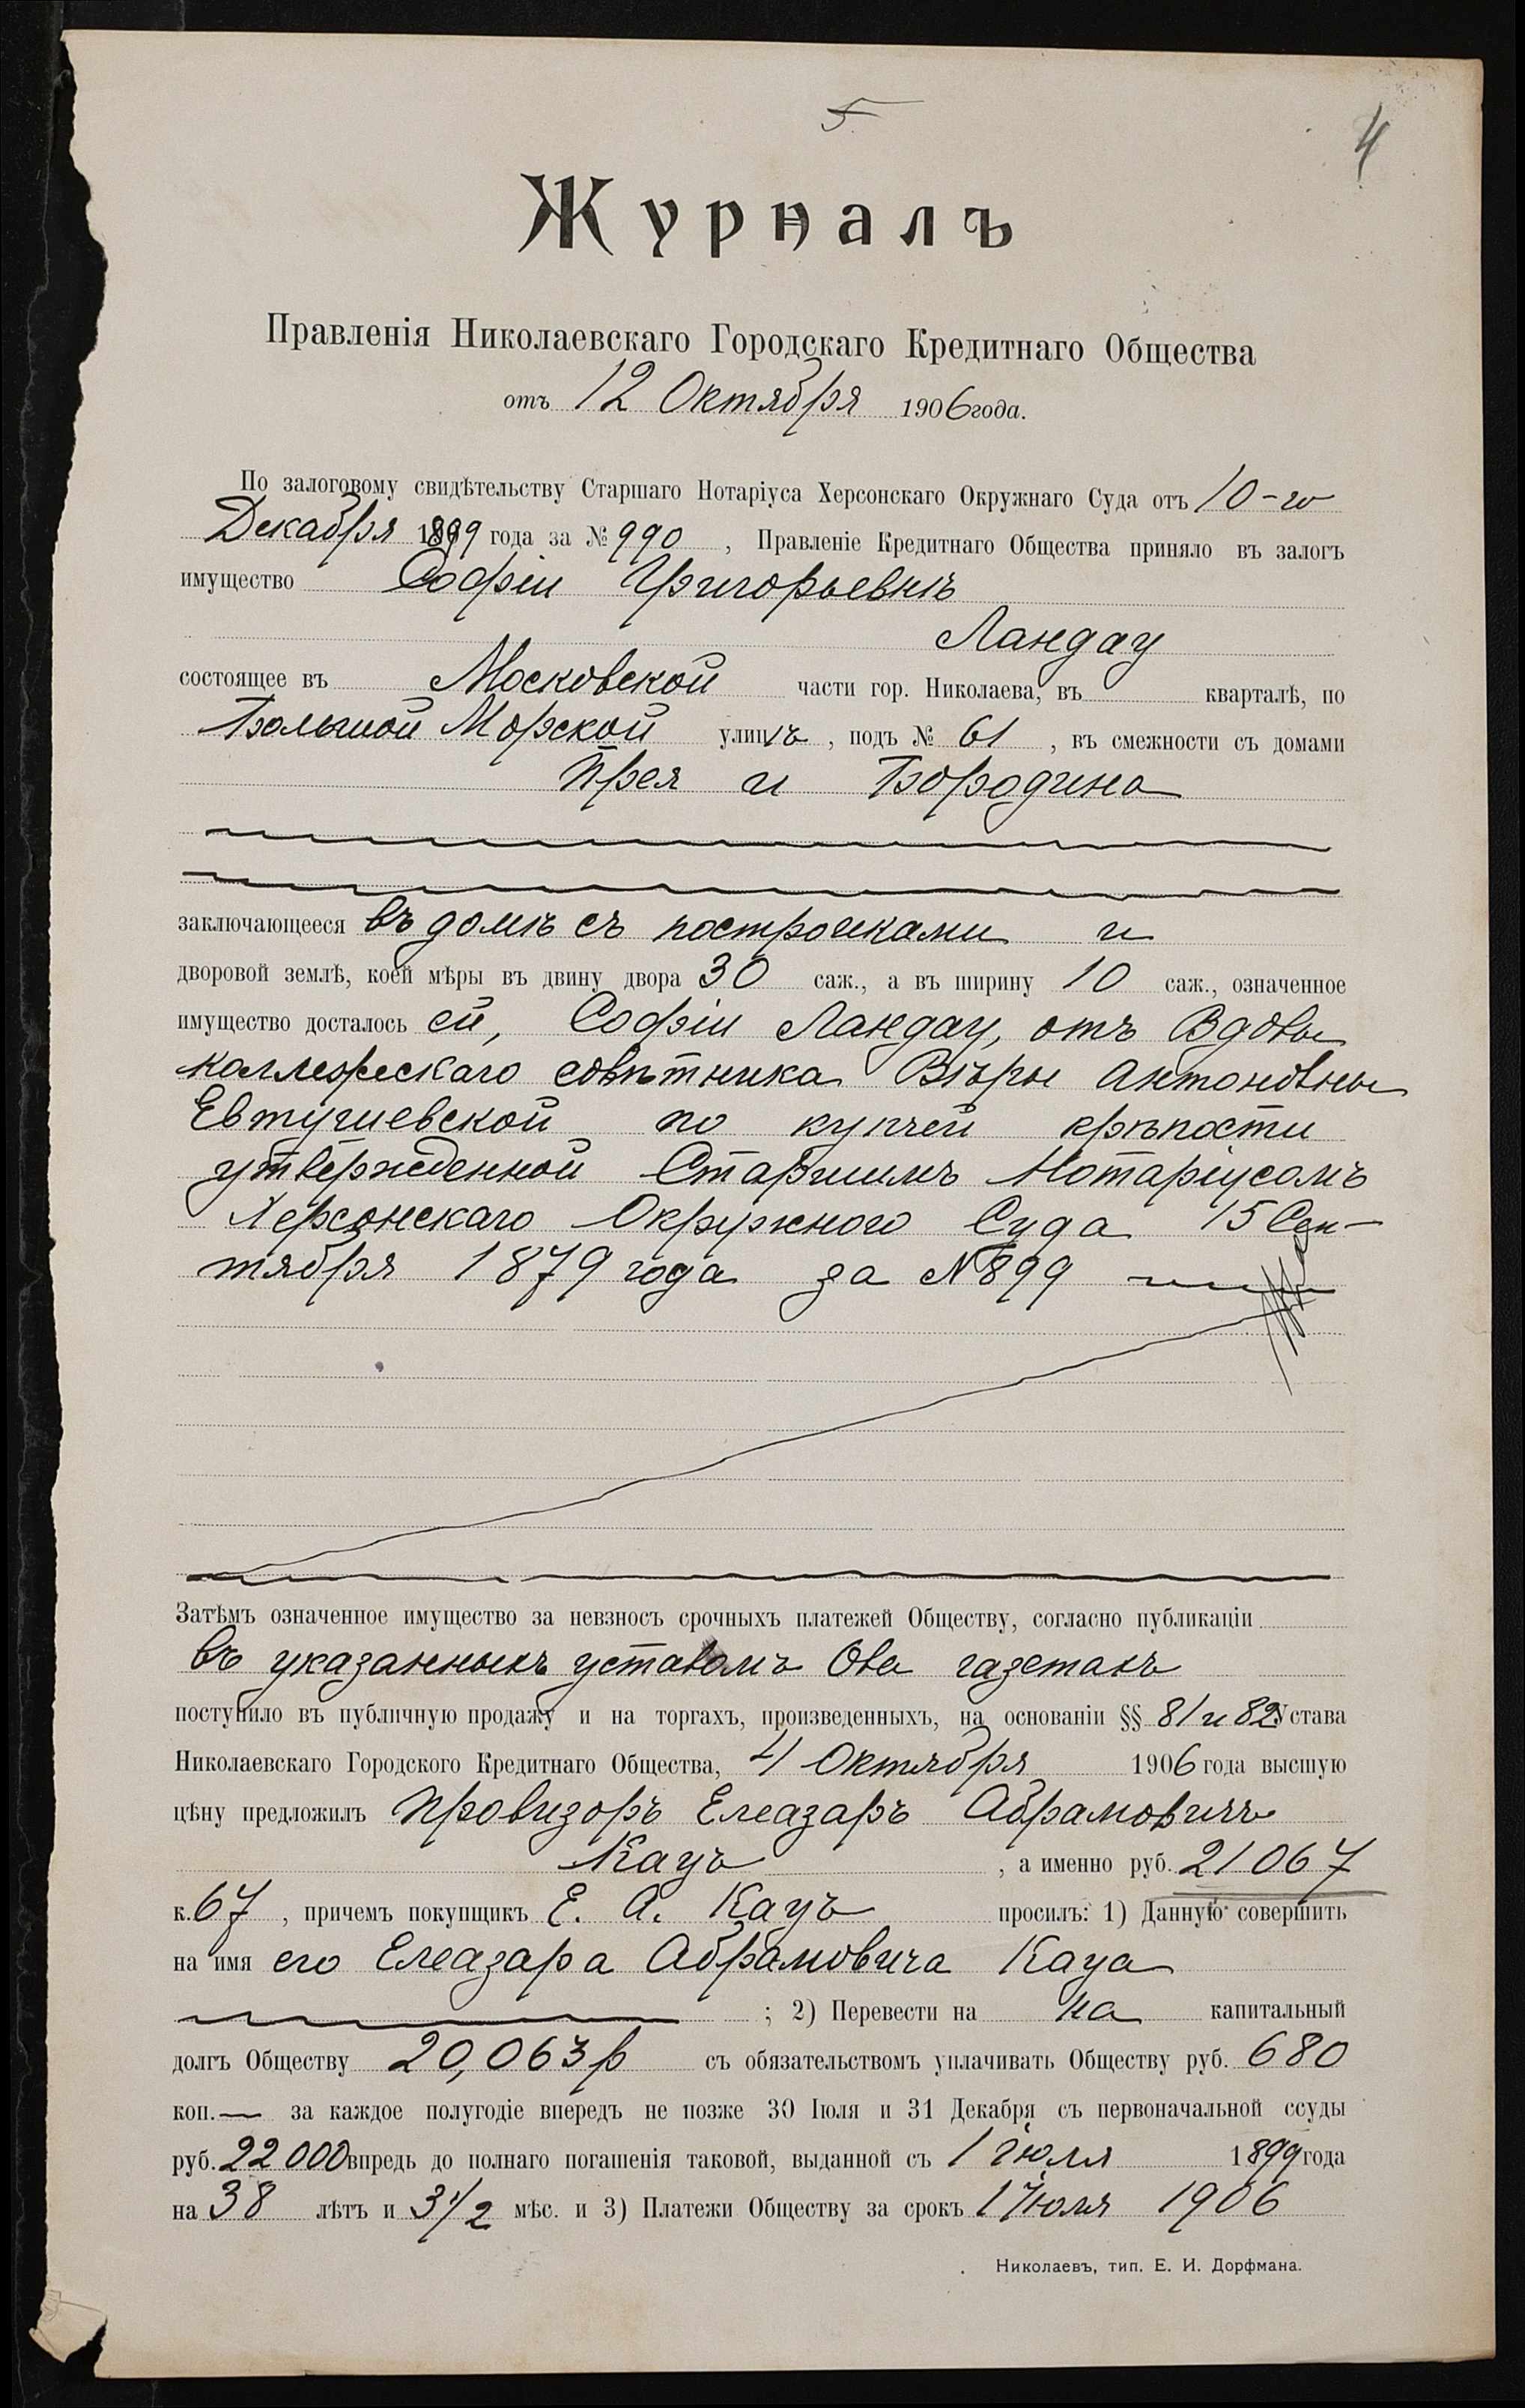 5
4
Журналъ
Правленія Николаевскаго Городскаго Кредитнаго Общества
отъ 12 Октября 1906 года.
По залоговому свидѣтельству Старшаго Нотаріуса Херсонскаго Окружнаго Суда отъ 10-го
Декабря 1899 года за № 990 , Правленіе Кредитнаго Общества приняло въ залогъ
имущество Софіи Григорьевнѣ
Ландау
состоящее въ Московской части гор. Николаева, въ кварталѣ, по
Большой Морской улицѣ , подъ № 61 , въ смежности съ домами
Прея и Бородина
заключающееся въ домѣ съ постройками и
дворовой землѣ, коей мѣры въ двину двора 30 саж., а въ ширину 10 саж., означенное
имущество досталось ей, Софіи Ландау, отъ Вдовы
коллежскаго совѣтника Вѣры Антоновны
Евтушевской по купчей крѣпости
утвержденной Старшимъ Нотаріусомъ
Херсонскаго Окружного Суда 15 Сен-
тября 1879 года за № 899
Затѣмъ означенное имущество за невзносъ срочныхъ платежей Обществу, согласно публикаціи
въ указанныхъ уставомъ Ова газетахъ
поступило въ публичную продажу и на торгахъ, произведенныхъ, на основаніи §§ 81 и 82 Устава
Николаевскаго Городского Кредитнаго Общества, 4 Октября 1906 года высшую
цѣну предложилъ Провизоръ Елеазаръ Абрамовичъ
Кацъ , а именно руб. 21067
к. 67 , причемъ покупщикъ Е. А. Кацъ просилъ: 1) Данную совершить
на имя его Елеазара Абрамовича Каца
; 2) Перевести на на капитальный
долгъ Обществу 20,063 р съ обязательствомъ уплачивать Обществу руб. 680
коп. — за каждое полугодіе впередъ не позже 30 Іюля и 31 Декабря съ первоначальной ссуды
руб. 22000 впредь до полнаго погашенія таковой, выданной съ 1 Іюля 1899 года
на 38 лѣтъ и 3 1/2 мѣс. и 3) Платежи Обществу за срокъ 1 Іюля 1906
Николаевъ, тип. Е. И. Дорфмана.